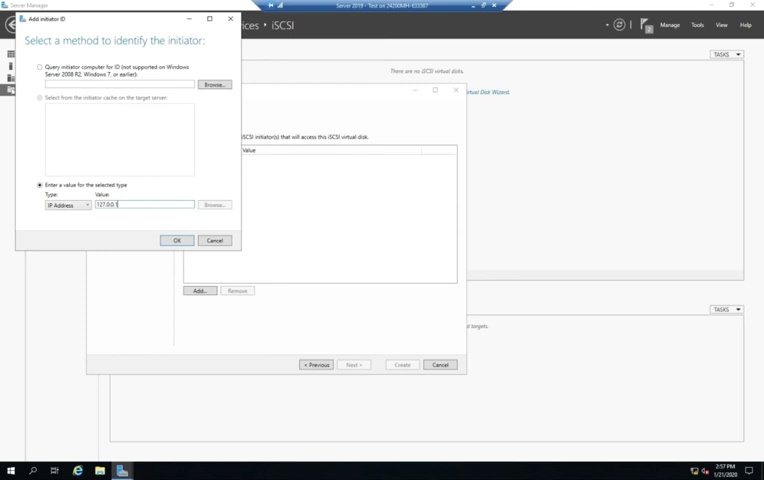 Server Manager
Server 2019 - Test on 24200MH-633367
ices › iSCSI
Manage Tools View Help
Add initiator ID
Select a method to identify the initiator:
Query initiator computer for ID (not supported on Windows
Server 2008 R2, Windows 7, or earlier):
Browse...
Select from the initiator cache on the target server:
Enter a value for the selected type
Type: Value:
IP Address 127.0.0.1 Browse...
OK Cancel
TASKS
There are no iSCSI virtual disks.
irtual Disk Wizard.
iSCSI initiator(s) that will access this iSCSI virtual disk.
Value
Add... Remove
TASKS
targets.
< Previous Next > Create Cancel
2:57 PM
1/21/2020